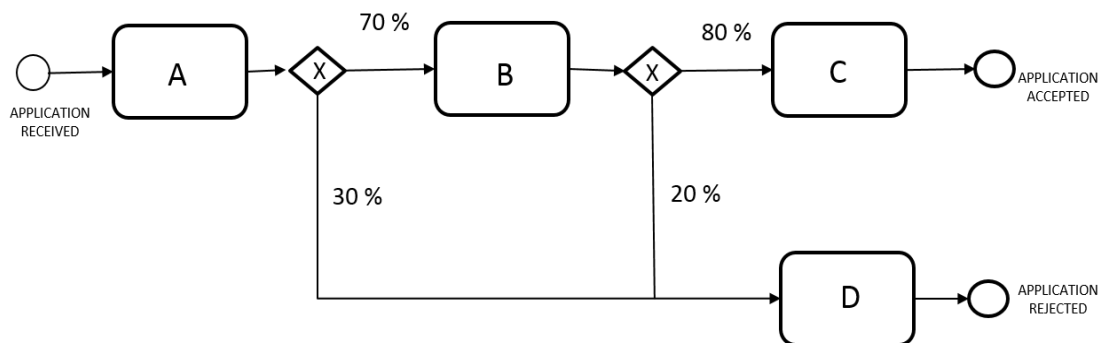 70 %
80 %
A
X
B
X
C
APPLICATION
RECEIVED
APPLICATION
ACCEPTED
30 %
20 %
D
APPLICATION
REJECTED